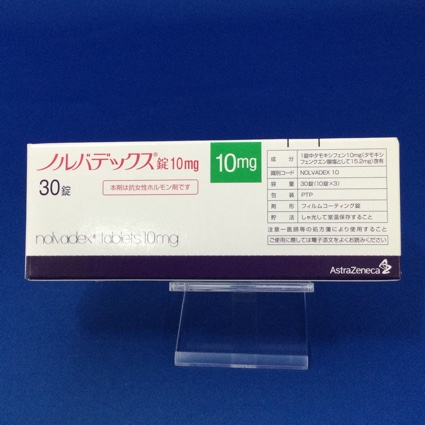 ノルバデックス®錠10mg
10mg
30錠
本剤は抗女性ホルモン剤です
nolvadex® tablets10mg
成分 1錠中タモキシフェン10mg(タモキシ
フェンクエン酸塩として15.2mg)含有
識別コード NOLVADEX 10
容量 30錠(10錠×3)
包装 PTP
剤形 フィルムコーティング錠
貯法 しゃ光して室温保存すること
注意-医師等の処方箋により使用すること
ご使用に際しては電子添文をよくお読みください
AstraZeneca